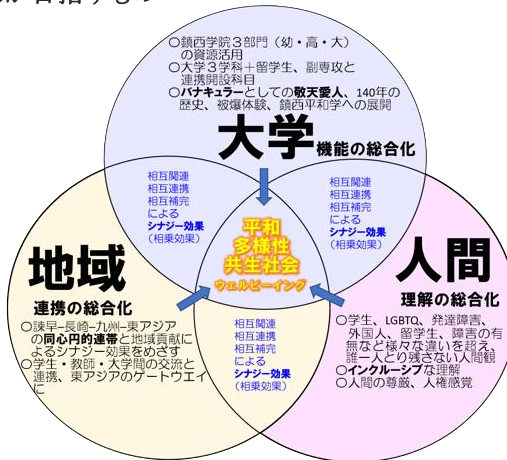 目指すもの
○鎮西学院3部門（幼・高・大）
の資源活用
○大学3学科＋留学生、副専攻と
連携開設科目
○バナキュラーとしての敬天愛人、140年の
歴史、被爆体験、鎮西平和学への展開
大学 機能の総合化
相互関連
相互連携
相互補完
による
シナジー効果
（相乗効果）
相互関連
相互連携
相互補完
による
シナジー効果
（相乗効果）
平和
多様性
共生社会
ウェルビーイング
地域
連携の総合化
○諫早−長崎−九州−東アジア
の同心円的連帯と地域貢献に
よるシナジー効果をめざす
○学生・教師・大学間の交流と
連携、東アジアのゲートウエイ
に
人間
理解の総合化
○学生、LGBTQ、発達障害、
外国人、留学生、障害の有
無など様々な違いを超え、
誰一人とり残さない人間観
○インクルーシブな理解
○人間の尊厳、人権感覚
相互関連
相互連携
相互補完
による
シナジー効果
（相乗効果）